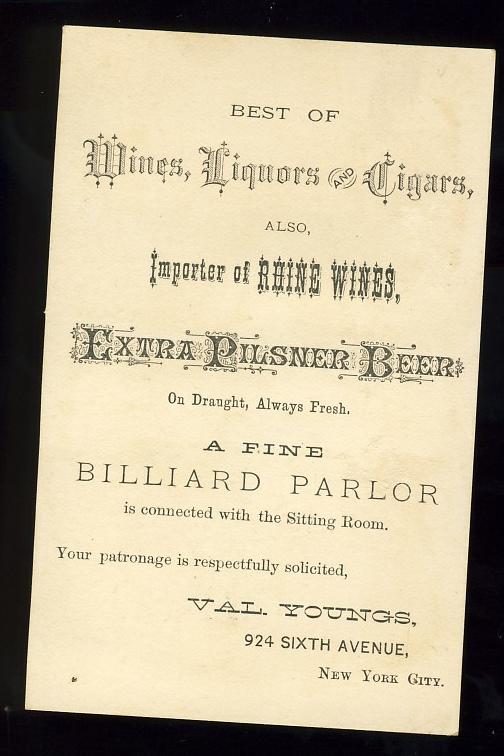 BEST OF
Wines, Liquors AND Cigars,
ALSO,
Importer of RHINE WINES,
EXTRA PILSNER BEER
On Draught, Always Fresh.
A FINE
BILLIARD PARLOR
is connected with the Sitting Room.
Your patronage is respectfully solicited,
VAL. YOUNGS,
924 SIXTH AVENUE,
NEW YORK CITY.